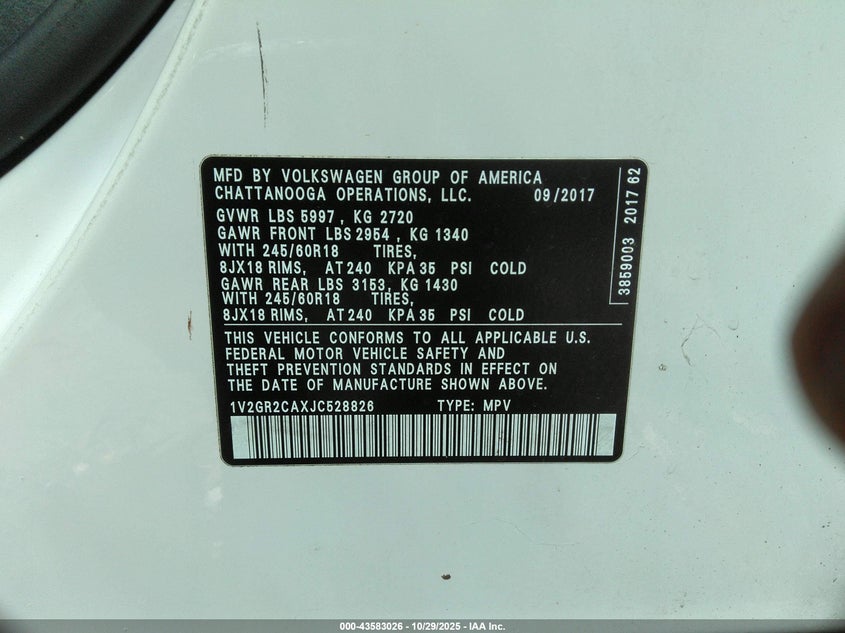 MFD BY VOLKSWAGEN GROUP OF AMERICA
CHATTANOOGA OPERATIONS, LLC. 09/2017
GVWR LBS 5997, KG 2720
GAWR FRONT LBS 2954, KG 1340
WITH 245/60R18 TIRES,
8JX18 RIMS, AT 240 KPA 35 PSI COLD
GAWR REAR LBS 3153, KG 1430
WITH 245/60R18 TIRES,
8JX18 RIMS, AT 240 KPA 35 PSI COLD
3859003 2017 62
THIS VEHICLE CONFORMS TO ALL APPLICABLE U.S.
FEDERAL MOTOR VEHICLE SAFETY AND
THEFT PREVENTION STANDARDS IN EFFECT ON
THE DATE OF MANUFACTURE SHOWN ABOVE.
1V2GR2CAXJC528826 TYPE: MPV
000-43583026 - 10/29/2025 - IAA Inc.